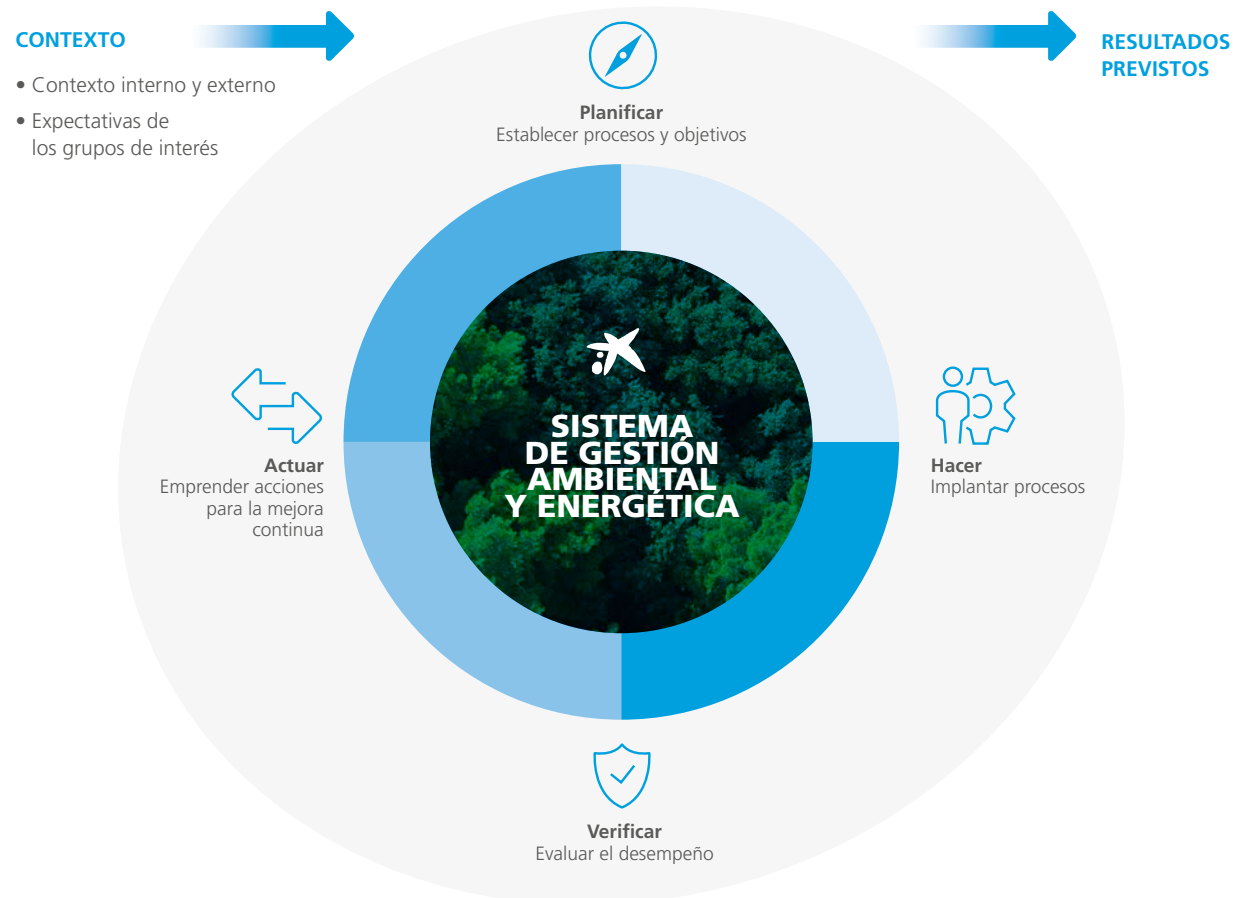 CONTEXTO
• Contexto interno y externo
• Expectativas de
los grupos de interés
RESULTADOS
PREVISTOS
Planificar
Establecer procesos y objetivos
Hacer
Implantar procesos
Verificar
Evaluar el desempeño
Actuar
Emprender acciones
para la mejora
continua
SISTEMA
DE GESTIÓN
AMBIENTAL
Y ENERGÉTICA